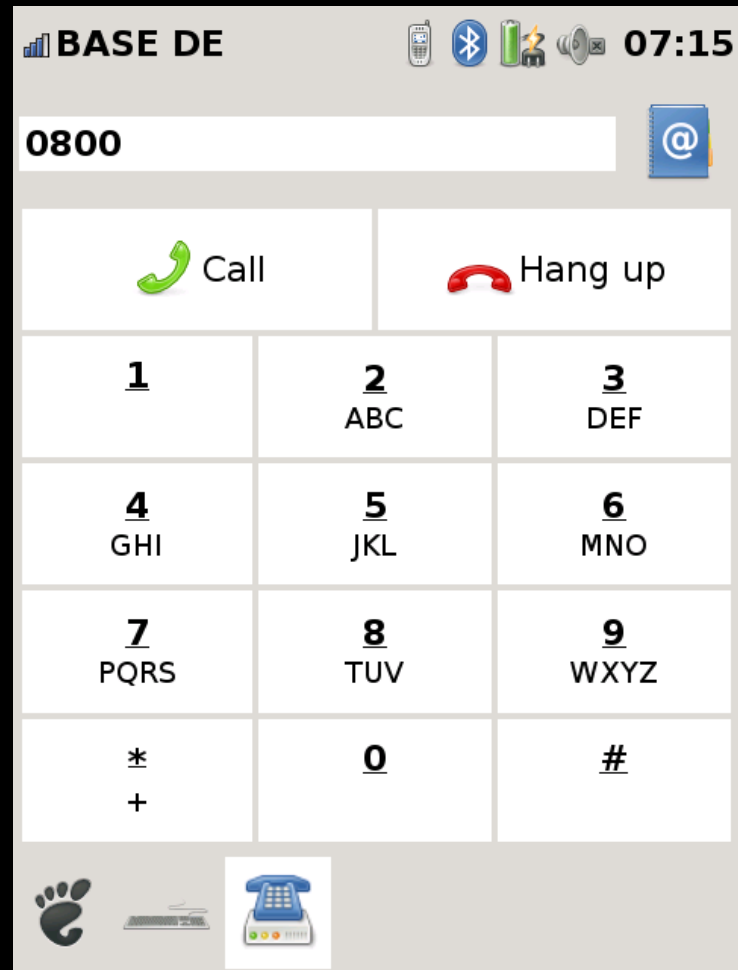 BASE DE 07:15
0800
@
Call Hang up
1 2 3
ABC DEF
4 5 6
GHI JKL MNO
7 8 9
PQRS TUV WXYZ
* 0 #
+